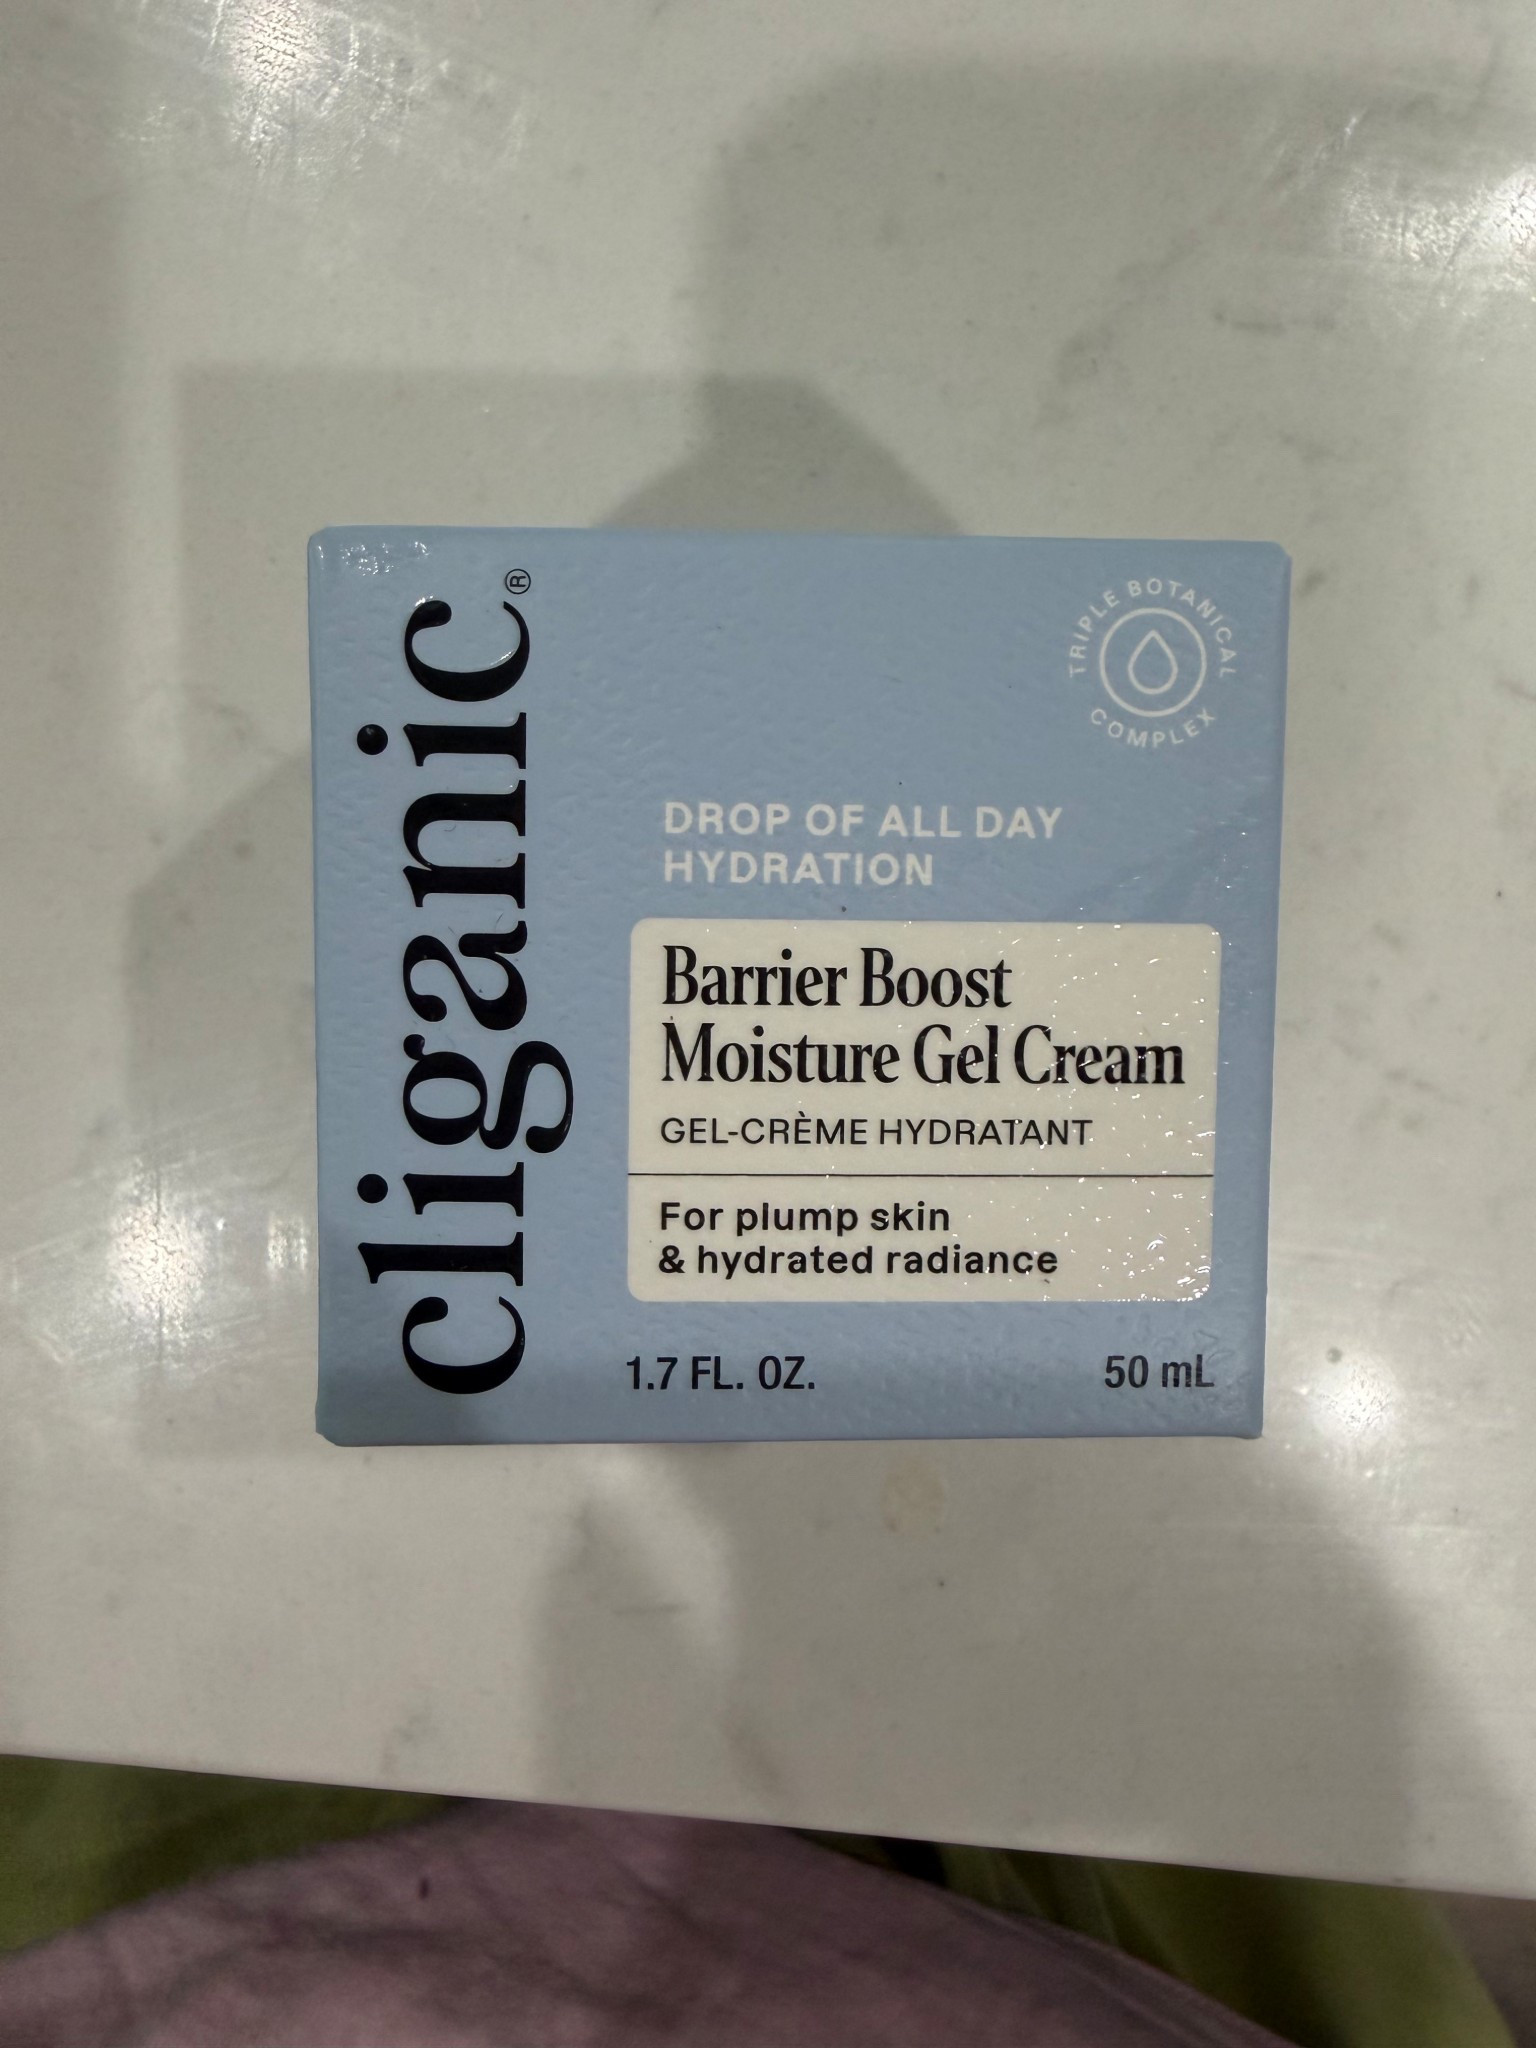 cliganic®
TRIPLE BOTANICAL
COMPLEX
DROP OF ALL DAY
HYDRATION
Barrier Boost
Moisture Gel Cream
GEL-CRÈME HYDRATANT
For plump skin
& hydrated radiance
1.7 FL. OZ. 50 mL